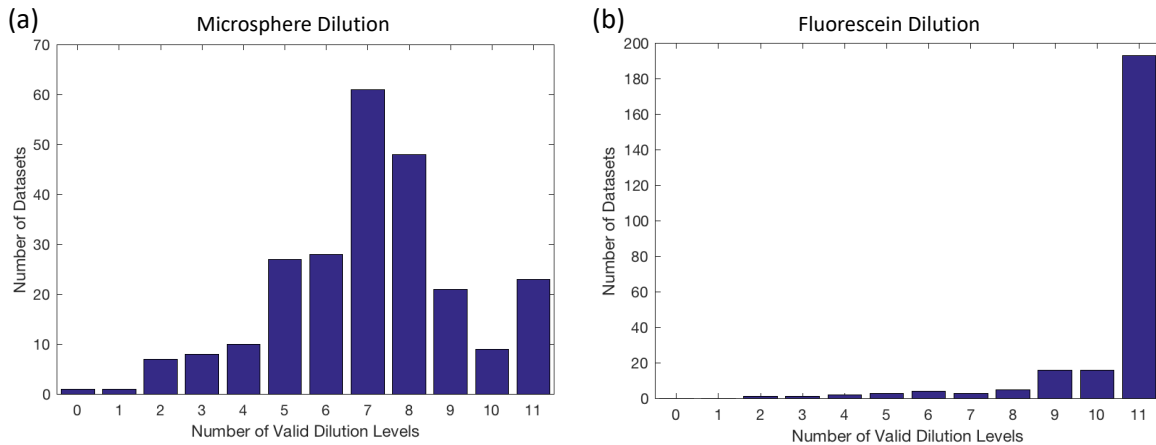 (a)
Microsphere Dilution
70
60
50
40
30
20
10
0
Number of Datasets
0 1 2 3 4 5 6 7 8 9 10 11
Number of Valid Dilution Levels
(b)
Fluorescein Dilution
200
180
160
140
120
100
80
60
40
20
0
Number of Datasets
0 1 2 3 4 5 6 7 8 9 10 11
Number of Valid Dilution Levels